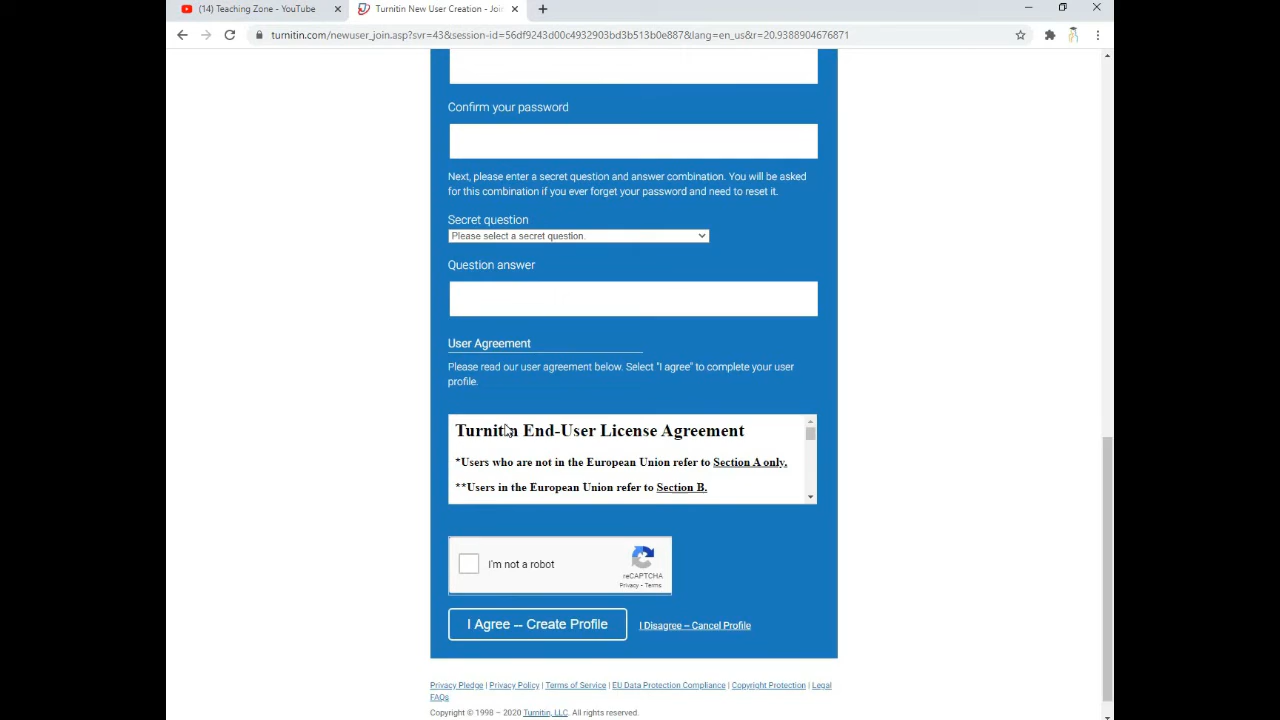 (14) Teaching Zone - YouTube
Turnitin New User Creation - Joi
turnitin.com/newuser_join.asp?svr=43&session-id=56df9243d00c4932903bd3b513b0e887&lang=en_us&r=20.9388904676871
Confirm your password
Next, please enter a secret question and answer combination. You will be asked
for this combination if you ever forget your password and need to reset it.
Secret question
Please select a secret question.
Question answer
User Agreement
Please read our user agreement below. Select "I agree" to complete your user
profile.
Turnitin End-User License Agreement
*Users who are not in the European Union refer to Section A only.
**Users in the European Union refer to Section B.
I'm not a robot
reCAPTCHA
Privacy - Terms
I Agree -- Create Profile
I Disagree – Cancel Profile
Privacy Pledge | Privacy Policy | Terms of Service | EU Data Protection Compliance | Copyright Protection | Legal
FAQs
Copyright © 1998 – 2020 Turnitin, LLC. All rights reserved.